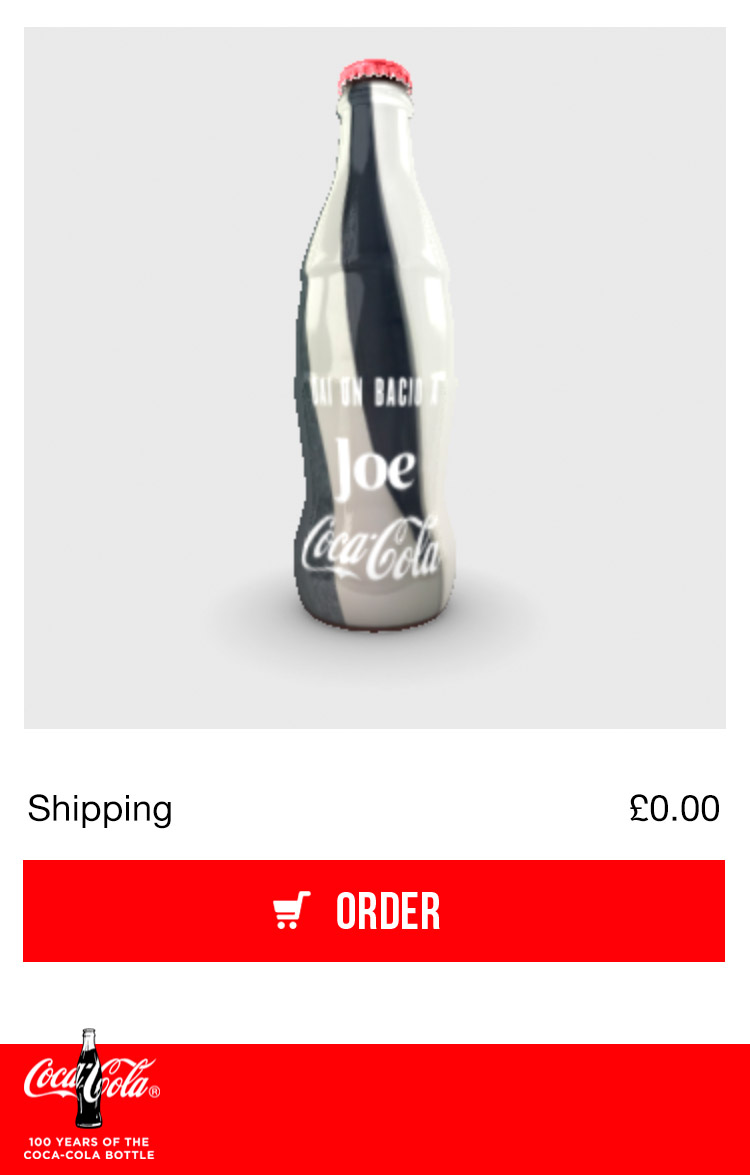 BACIO
Joe
Coca-Cola
Shipping £0.00
ORDER
Coca-Cola®
100 YEARS OF THE
COCA-COLA BOTTLE